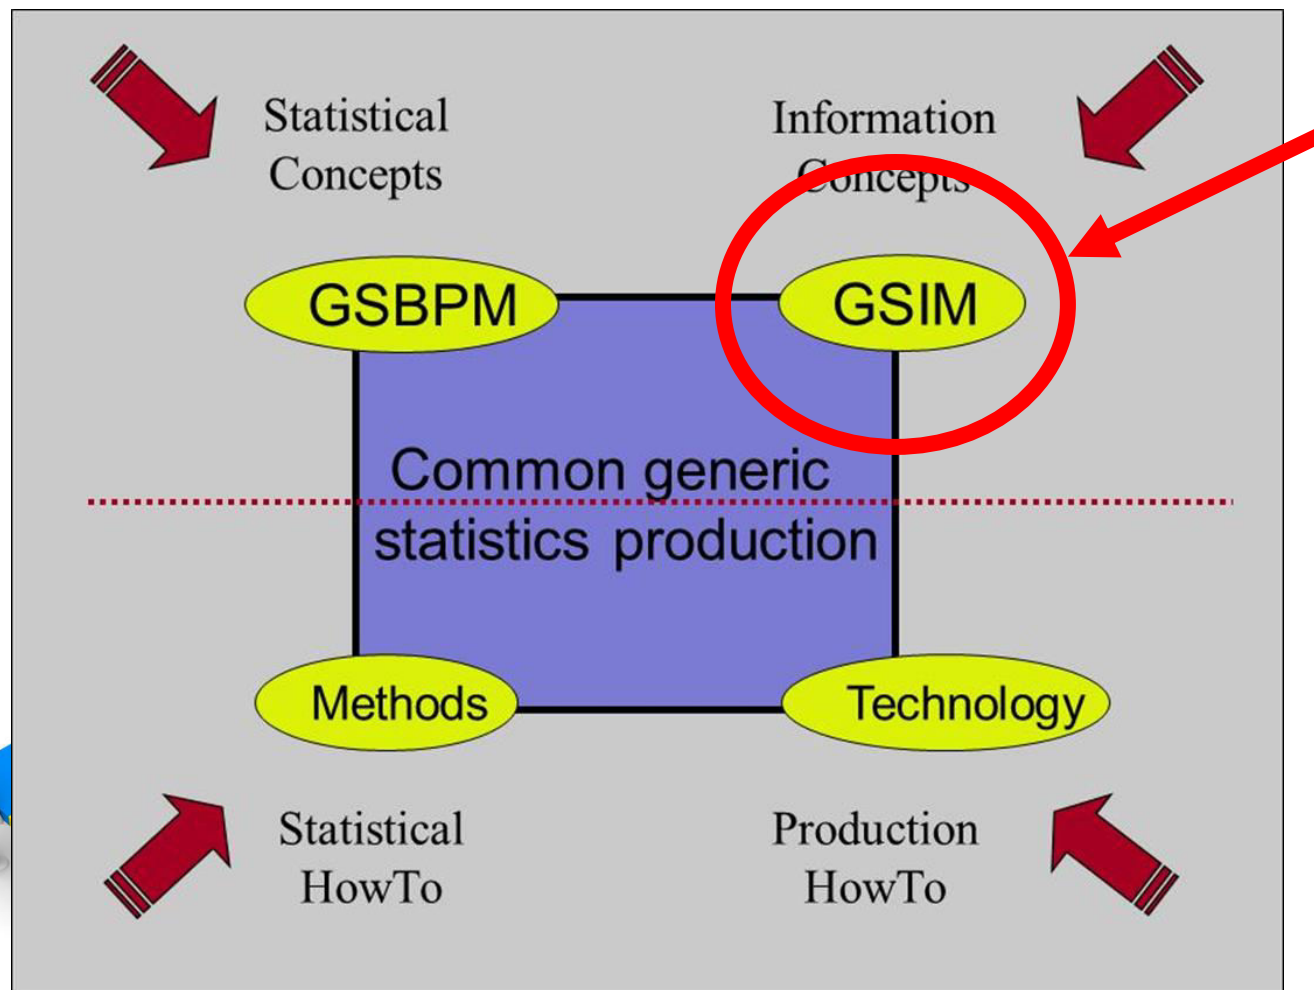 Statistical
Concepts
Information
Concepts
GSBPM
GSIM
Common generic
statistics production
Methods
Technology
Statistical
HowTo
Production
HowTo